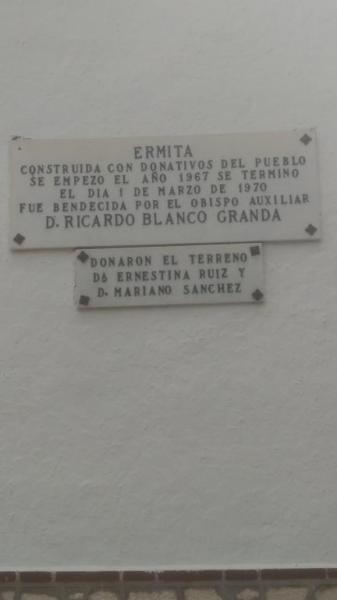 ERMITA
CONSTRUIDA CON DONATIVOS DEL PUEBLO
SE EMPEZO EL AÑO 1967 SE TERMINO
EL DIA 1 DE MARZO DE 1970
FUE BENDECIDA POR EL OBISPO AUXILIAR
D. RICARDO BLANCO GRANDA
DONARON EL TERRENO
Dª ERNESTINA RUIZ Y
D. MARIANO SANCHEZ